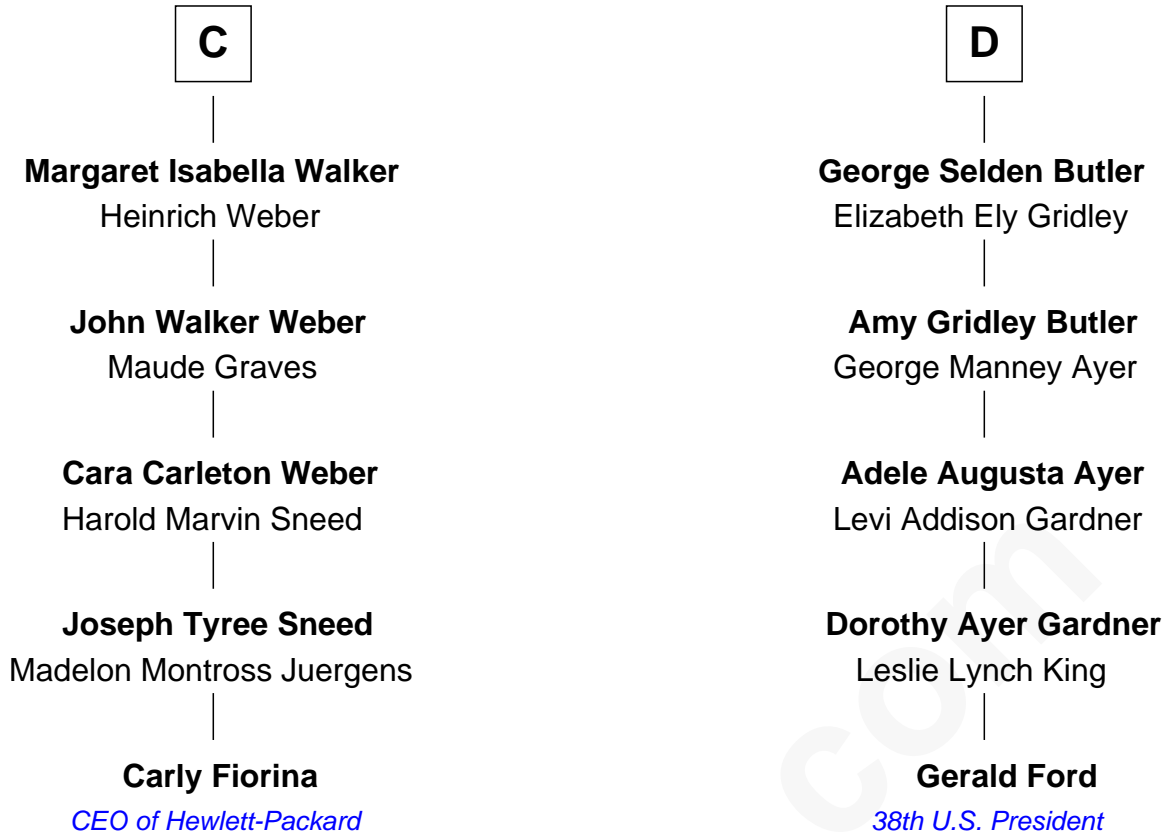 C
Margaret Isabella Walker
Heinrich Weber
John Walker Weber
Maude Graves
Cara Carleton Weber
Harold Marvin Sneed
Joseph Tyree Sneed
Madelon Montross Juergens
Carly Fiorina
CEO of Hewlett-Packard
D
George Selden Butler
Elizabeth Ely Gridley
Amy Gridley Butler
George Manney Ayer
Adele Augusta Ayer
Levi Addison Gardner
Dorothy Ayer Gardner
Leslie Lynch King
Gerald Ford
38th U.S. President
com